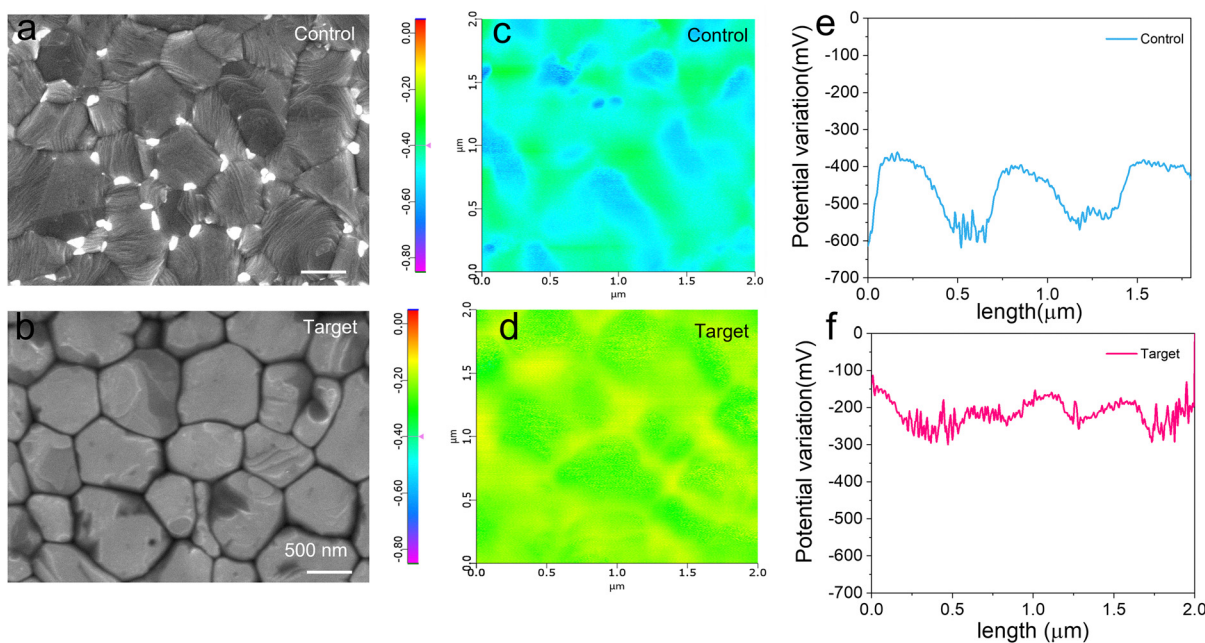 a
Control
0.00
-0.20
-0.40
-0.60
-0.80
c
Control
2.0
1.5
1.0
0.5
0.0
µm
0.0
0.5
1.0
1.5
2.0
µm
e
Control
Potential variation(mV)
0
-100
-200
-300
-400
-500
-600
-700
0.0
0.5
1.0
1.5
length(µm)
b
Target
500 nm
0.00
-0.20
-0.40
-0.60
-0.80
d
Target
2.0
1.5
1.0
0.5
0.0
µm
0.0
0.5
1.0
1.5
2.0
µm
f
Target
Potential variation(mV)
0
-100
-200
-300
-400
-500
-600
-700
0.0
0.5
1.0
1.5
2.0
length (µm)